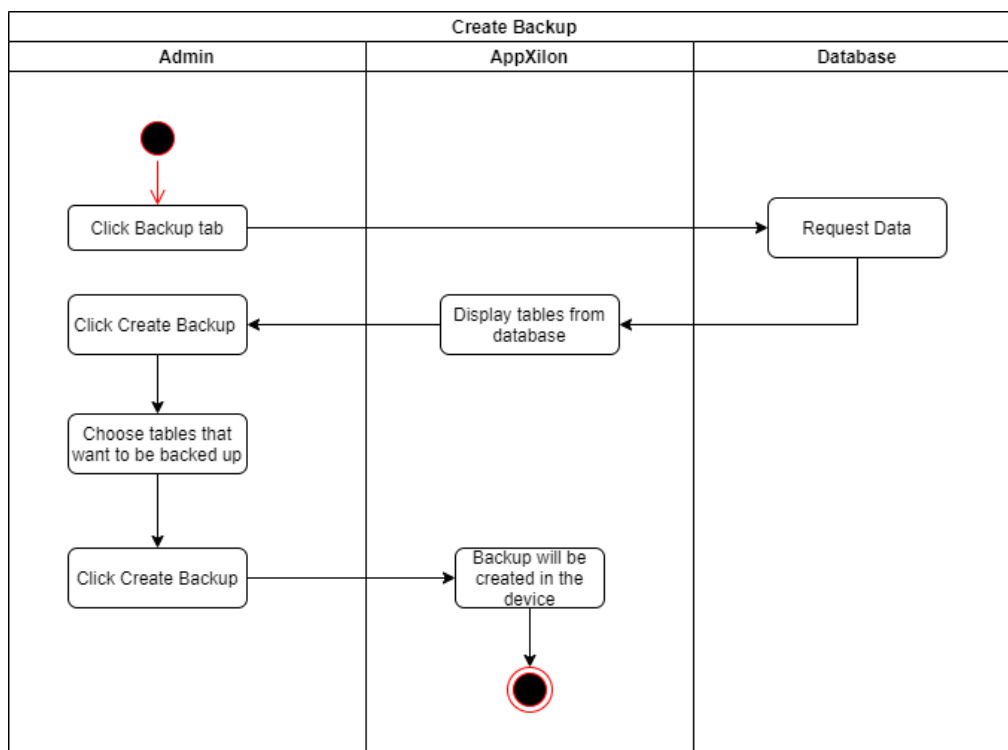 Create Backup
Admin
AppXilon
Database
Click Backup tab
Request Data
Click Create Backup
Display tables from
database
Choose tables that
want to be backed up
Click Create Backup
Backup will be
created in the
device